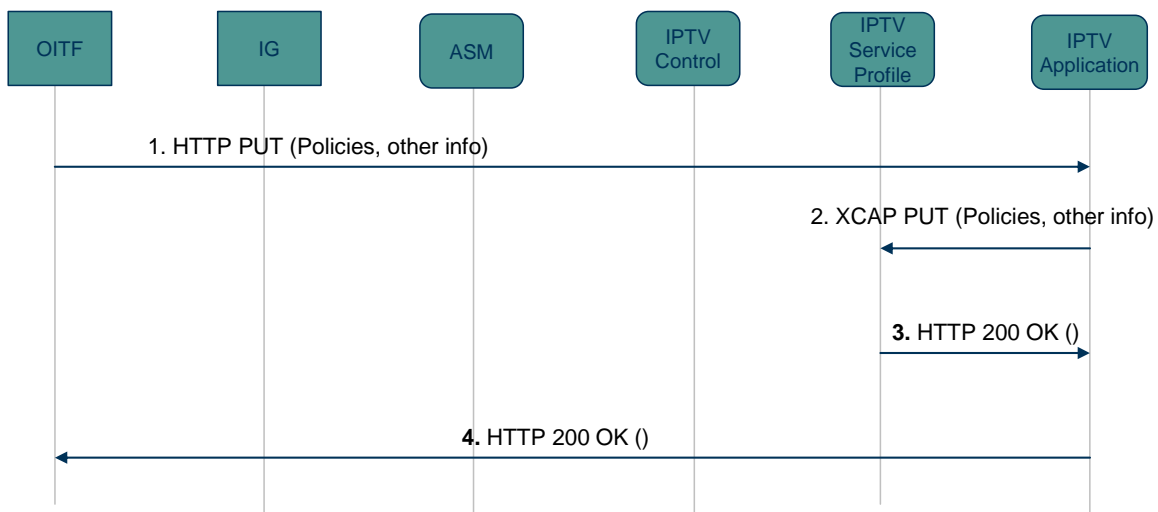 OITF
IG
ASM
IPTV
Control
IPTV
Service
Profile
IPTV
Application
1. HTTP PUT (Policies, other info)
2. XCAP PUT (Policies, other info)
3. HTTP 200 OK ()
4. HTTP 200 OK ()